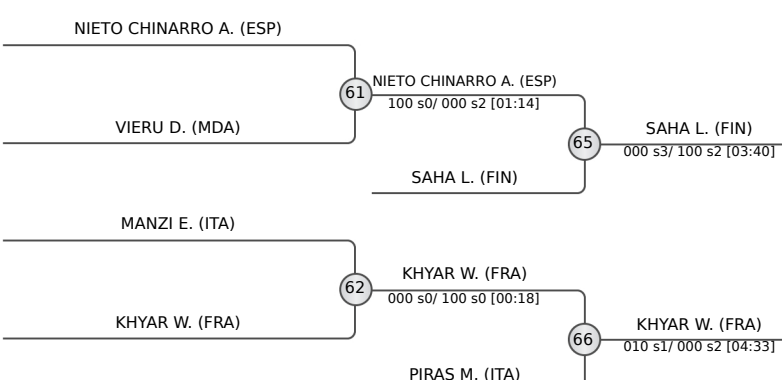 NIETO CHINARRO A. (ESP)
61
NIETO CHINARRO A. (ESP)
100 s0/ 000 s2 [01:14]
VIERU D. (MDA)
65
SAHA L. (FIN)
000 s3/ 100 s2 [03:40]
SAHA L. (FIN)
MANZI E. (ITA)
62
KHYAR W. (FRA)
000 s0/ 100 s0 [00:18]
KHYAR W. (FRA)
66
KHYAR W. (FRA)
010 s1/ 000 s2 [04:33]
PIRAS M. (ITA)